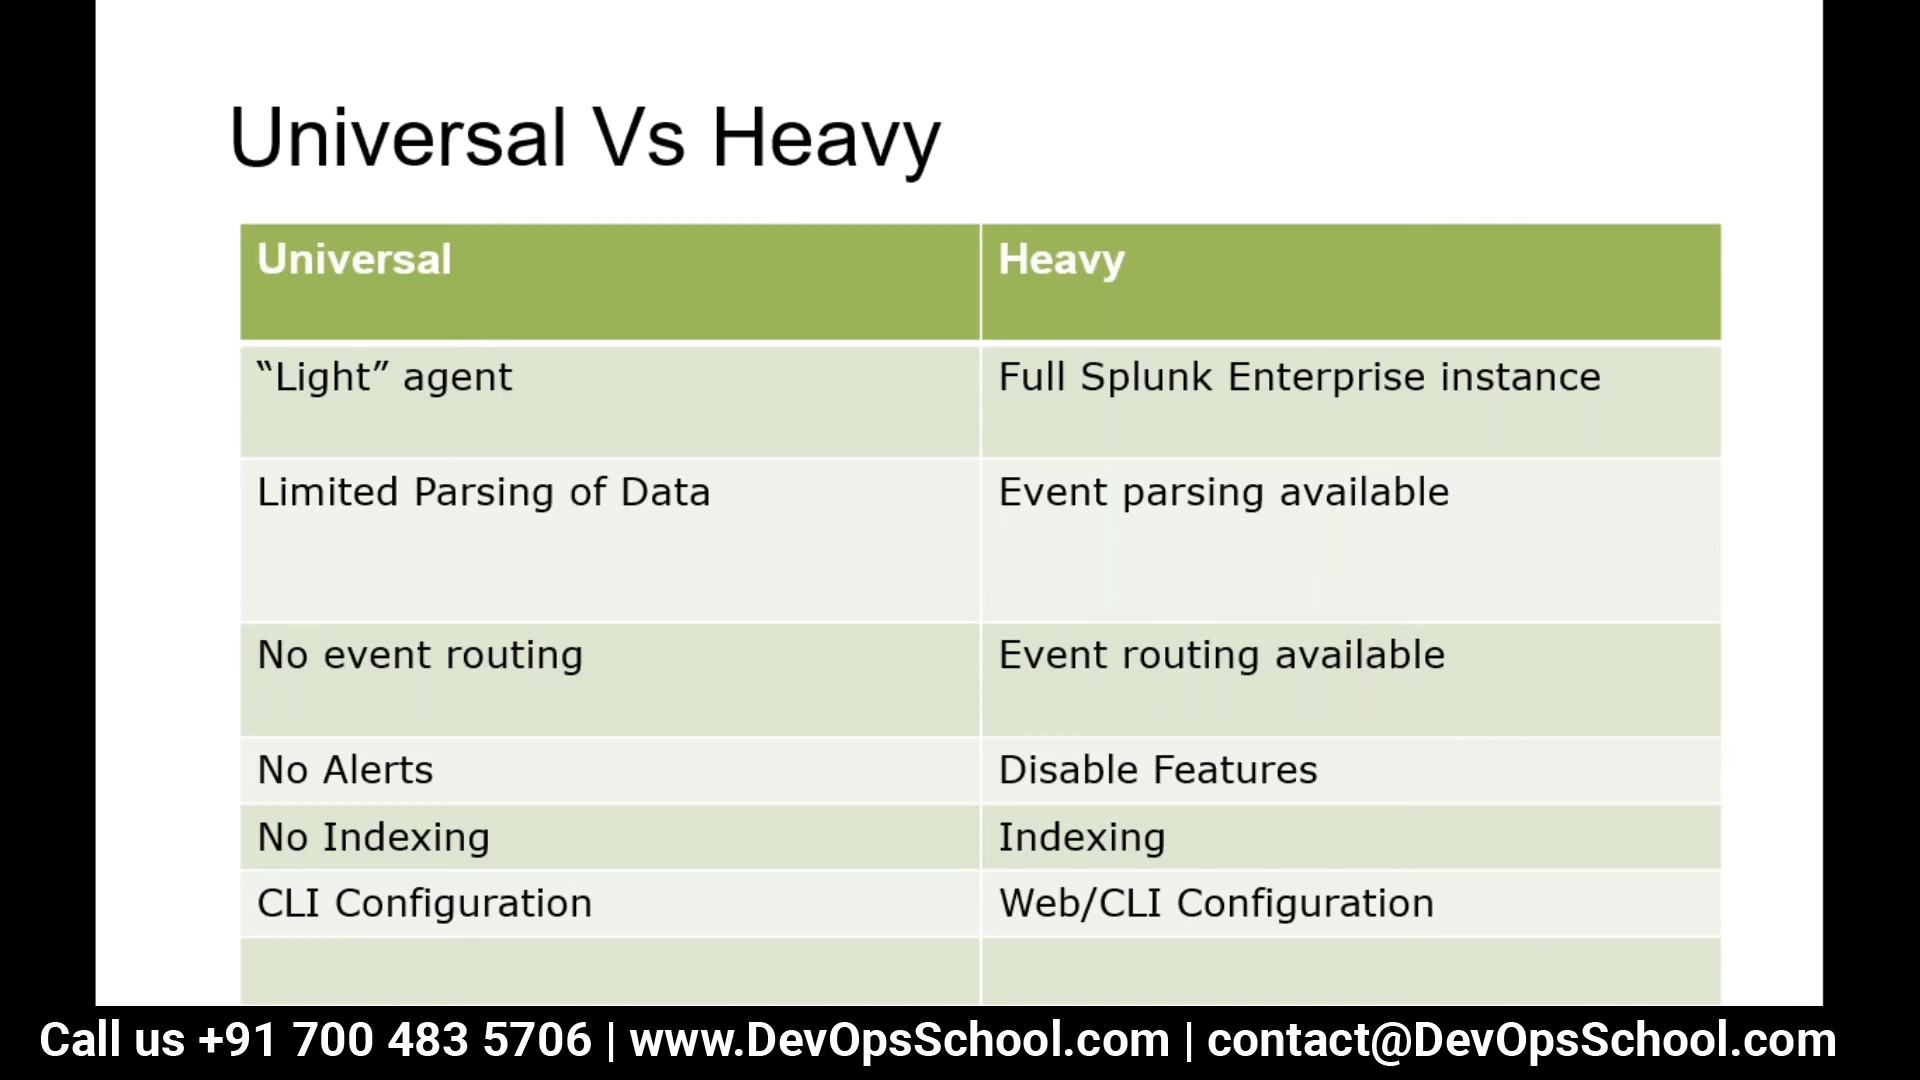 Universal Vs Heavy
Universal
Heavy
“Light” agent
Full Splunk Enterprise instance
Limited Parsing of Data
Event parsing available
No event routing
Event routing available
No Alerts
Disable Features
No Indexing
Indexing
CLI Configuration
Web/CLI Configuration
Call us +91 700 483 5706 | www.DevOpsSchool.com | contact@DevOpsSchool.com